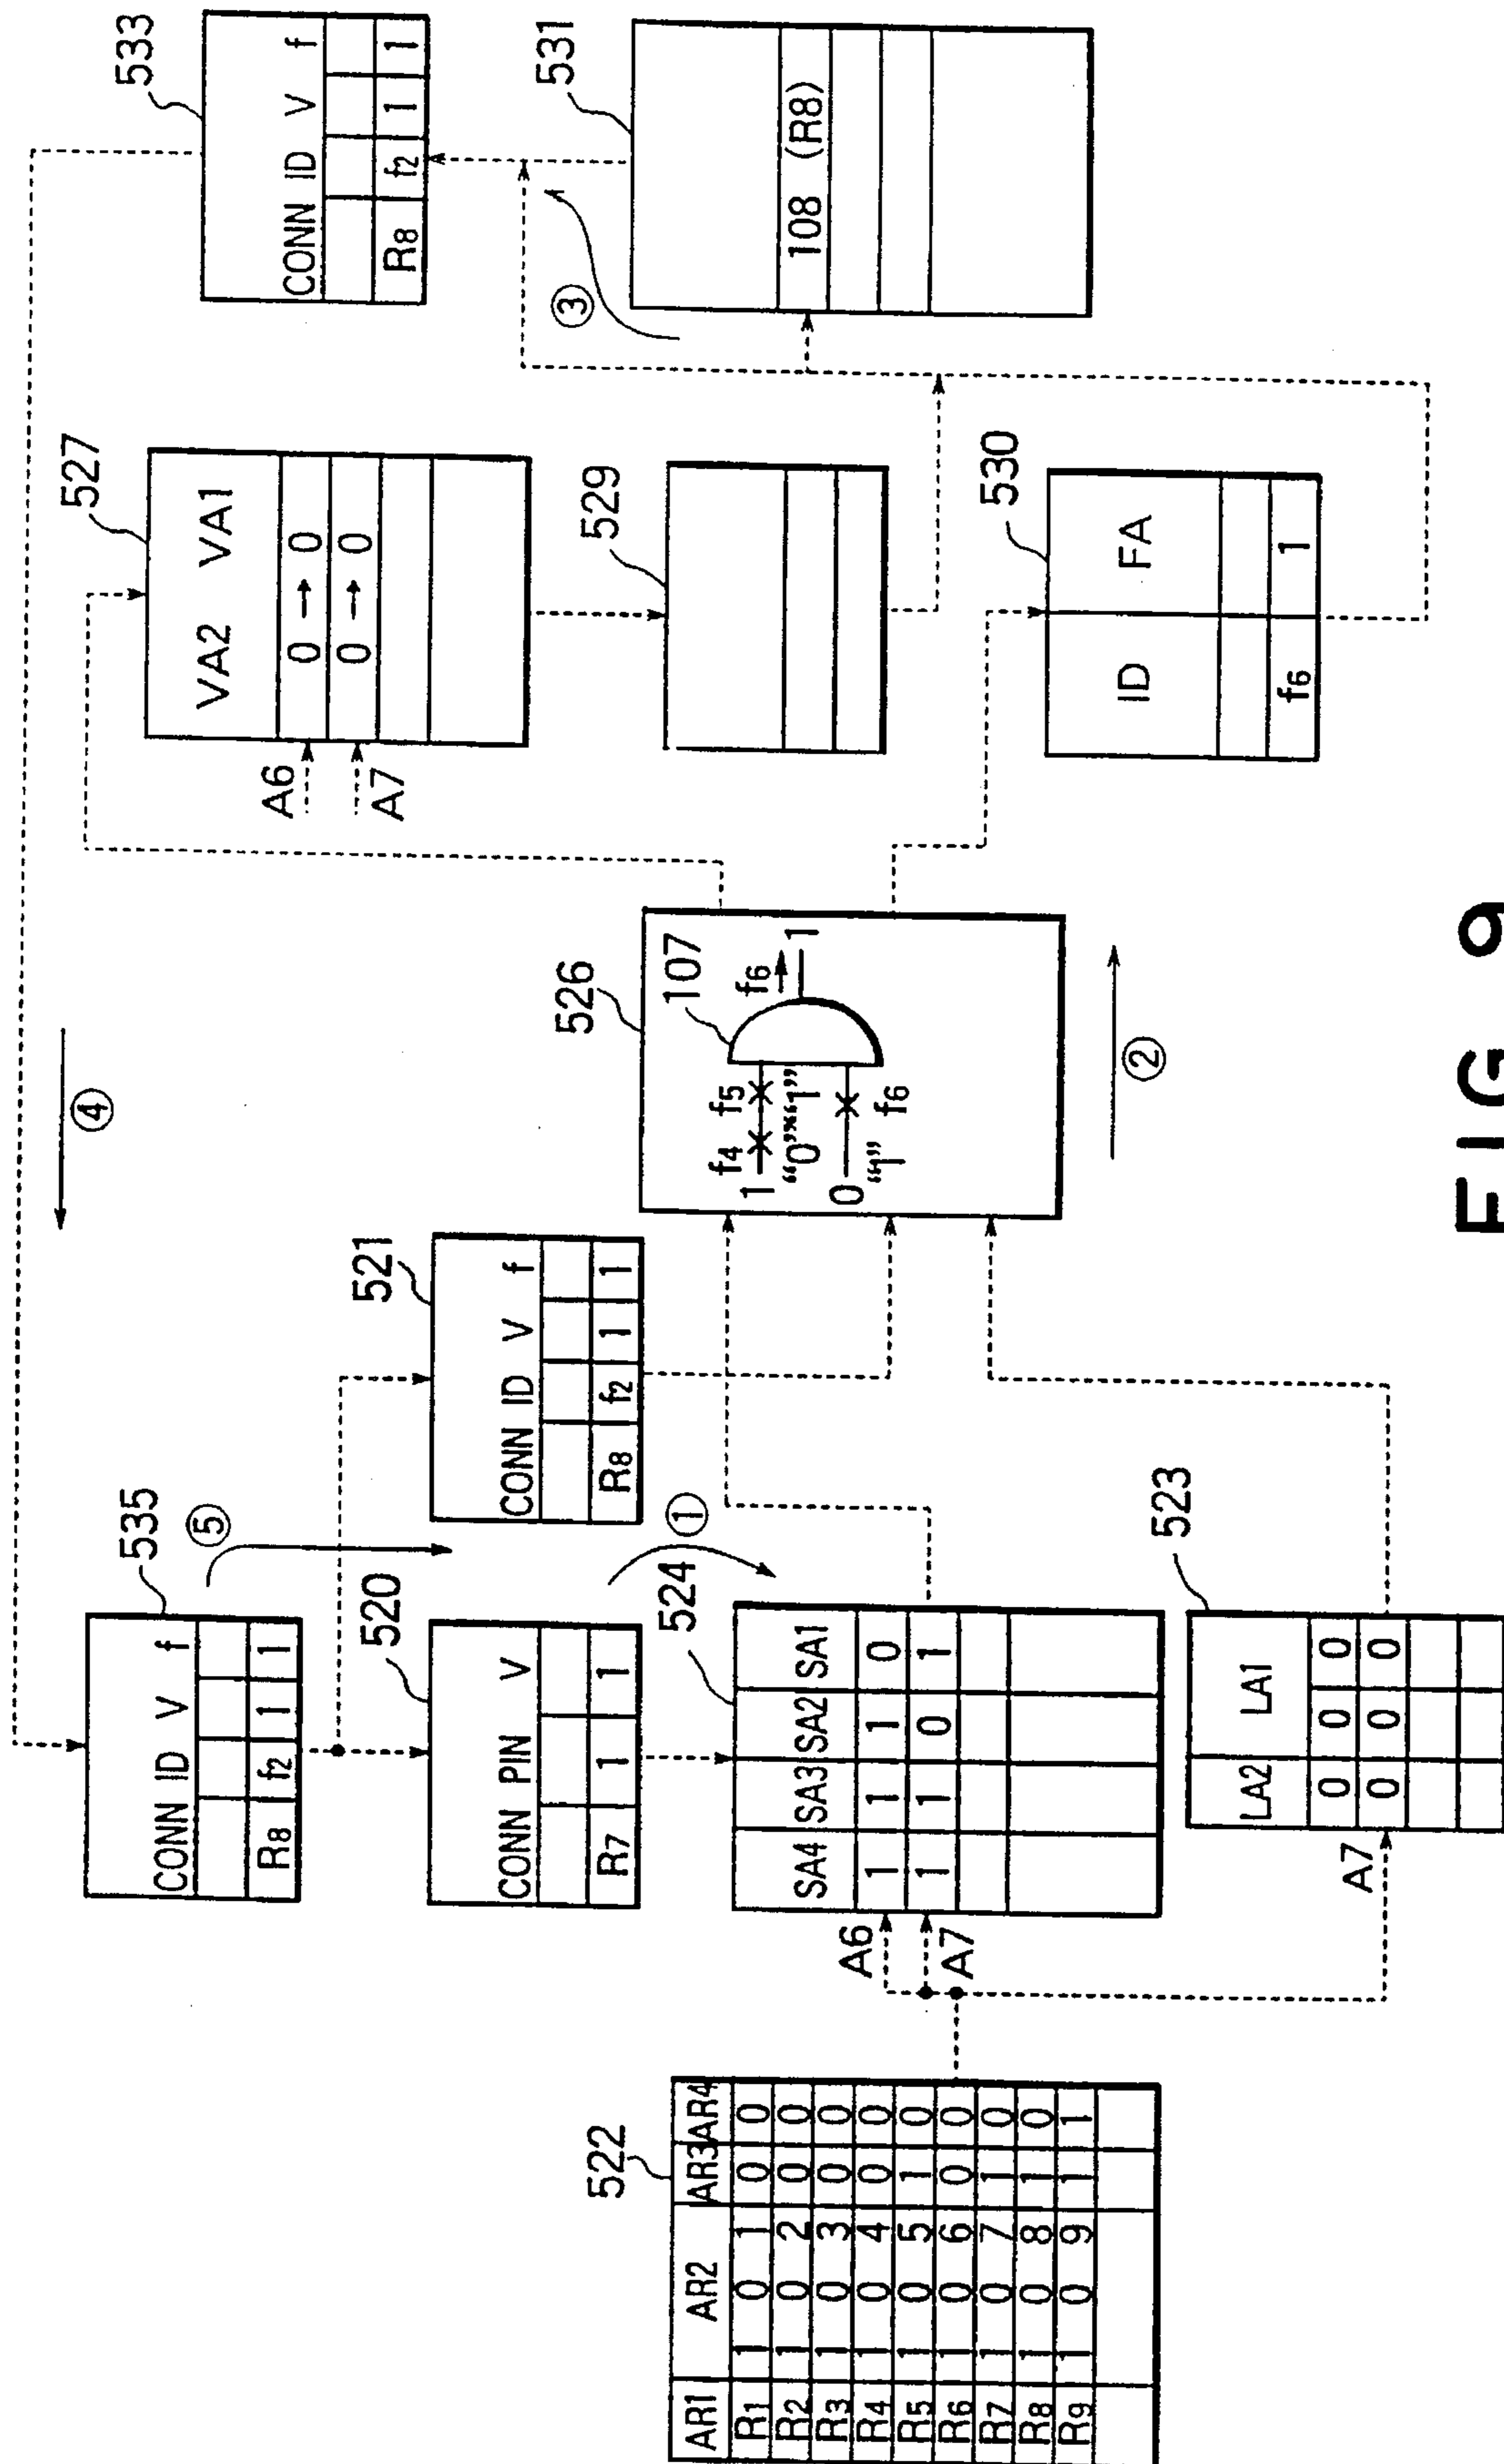 533
CONN ID V f
R8 f2 1 1
531
108 (R8)
③
527
VA2 VA1
A6 0 → 0
A7 0 → 0
529
530
ID FA
f6 1
④
526
107
f4 f5 f6
1 "0" "1" 1
0 "1" f6
②
521
CONN ID V f
R8 f2 1 1
535
CONN ID V f
R8 f2 1 1
⑤
520
CONN PIN V
R7 1 1
①
524
SA4 SA3 SA2 SA1
A6 1 1 1 0
A7 1 1 0 1
523
LA2 LA1
0 0 0
A7 0 0 0
522
AR1 AR2 AR3 AR4
R1 1 0 1 0 0
R2 1 0 2 0 0
R3 1 0 3 0 0
R4 1 0 4 0 0
R5 1 0 5 1 0
R6 1 0 6 0 0
R7 1 0 7 1 0
R8 1 0 8 1 0
R9 1 0 9 1 1
FIG 9